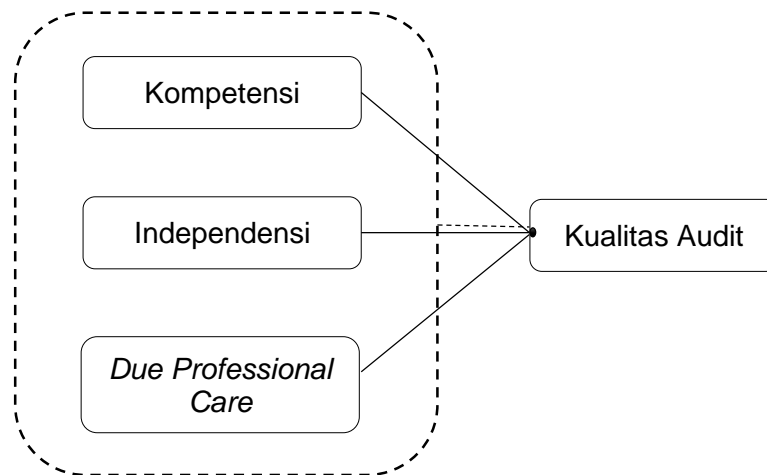 Kompetensi
Independensi
Due Professional
Care
Kualitas Audit